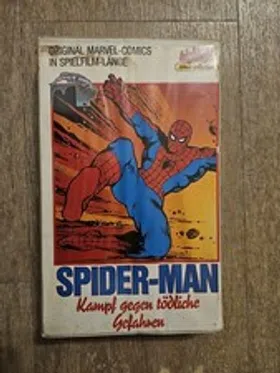 ORIGINAL MARVEL-COMICS
IN SPIELFILM-LÄNGE
SPIDER-MAN
Kampf gegen tödliche
Gefahren